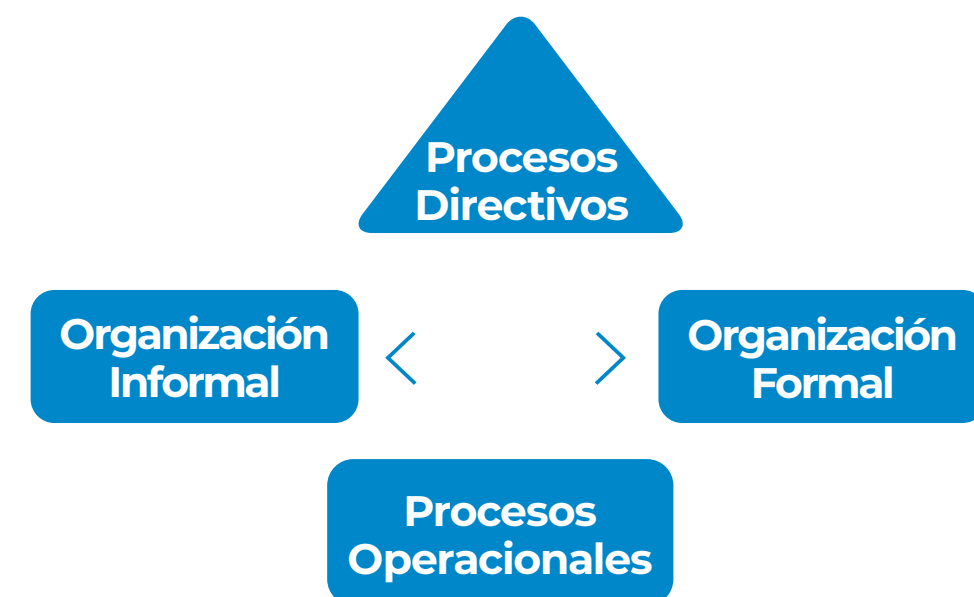 Procesos
Directivos
Organización
Informal
Organización
Formal
Procesos
Operacionales